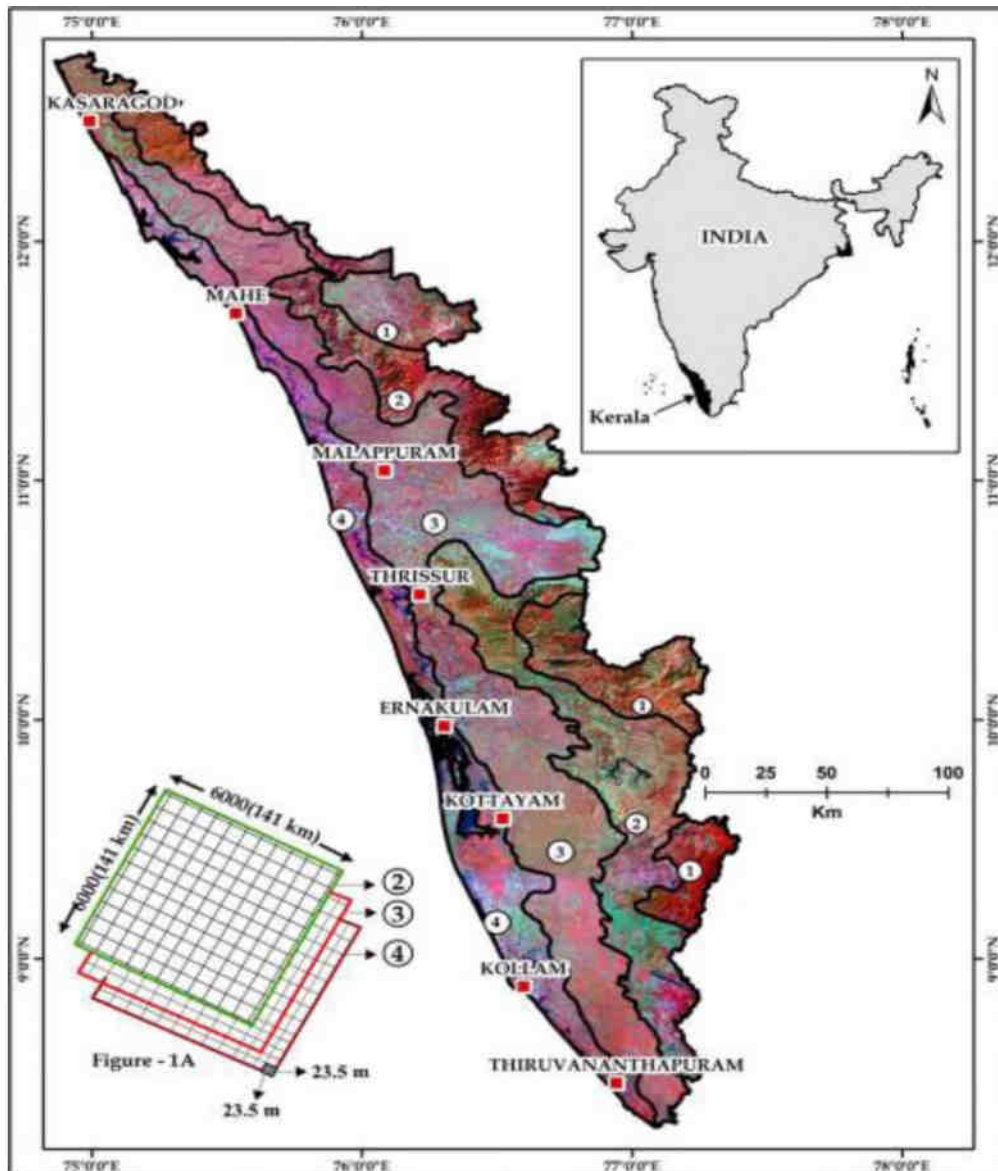 75°0'0"E 76°0'0"E 77°0'0"E 78°0'0"E
KASARAGOD
N
12°0'0"N
12°0'0"N
INDIA
MAHE
1
2
Kerala
MALAPPURAM
11°0'0"N
11°0'0"N
4
3
THRISSUR
1
ERNAKULAM
10°0'0"N
10°0'0"N
0 25 50 100
Km
6000(141 km)
6000(141 km)
KOTTAYAM
2
3
1
2
3
4
4
9°0'0"N
9°0'0"N
KOLLAM
Figure - 1A
23.5 m
23.5 m
THIRUVANANTHAPURAM
75°0'0"E 76°0'0"E 77°0'0"E 78°0'0"E